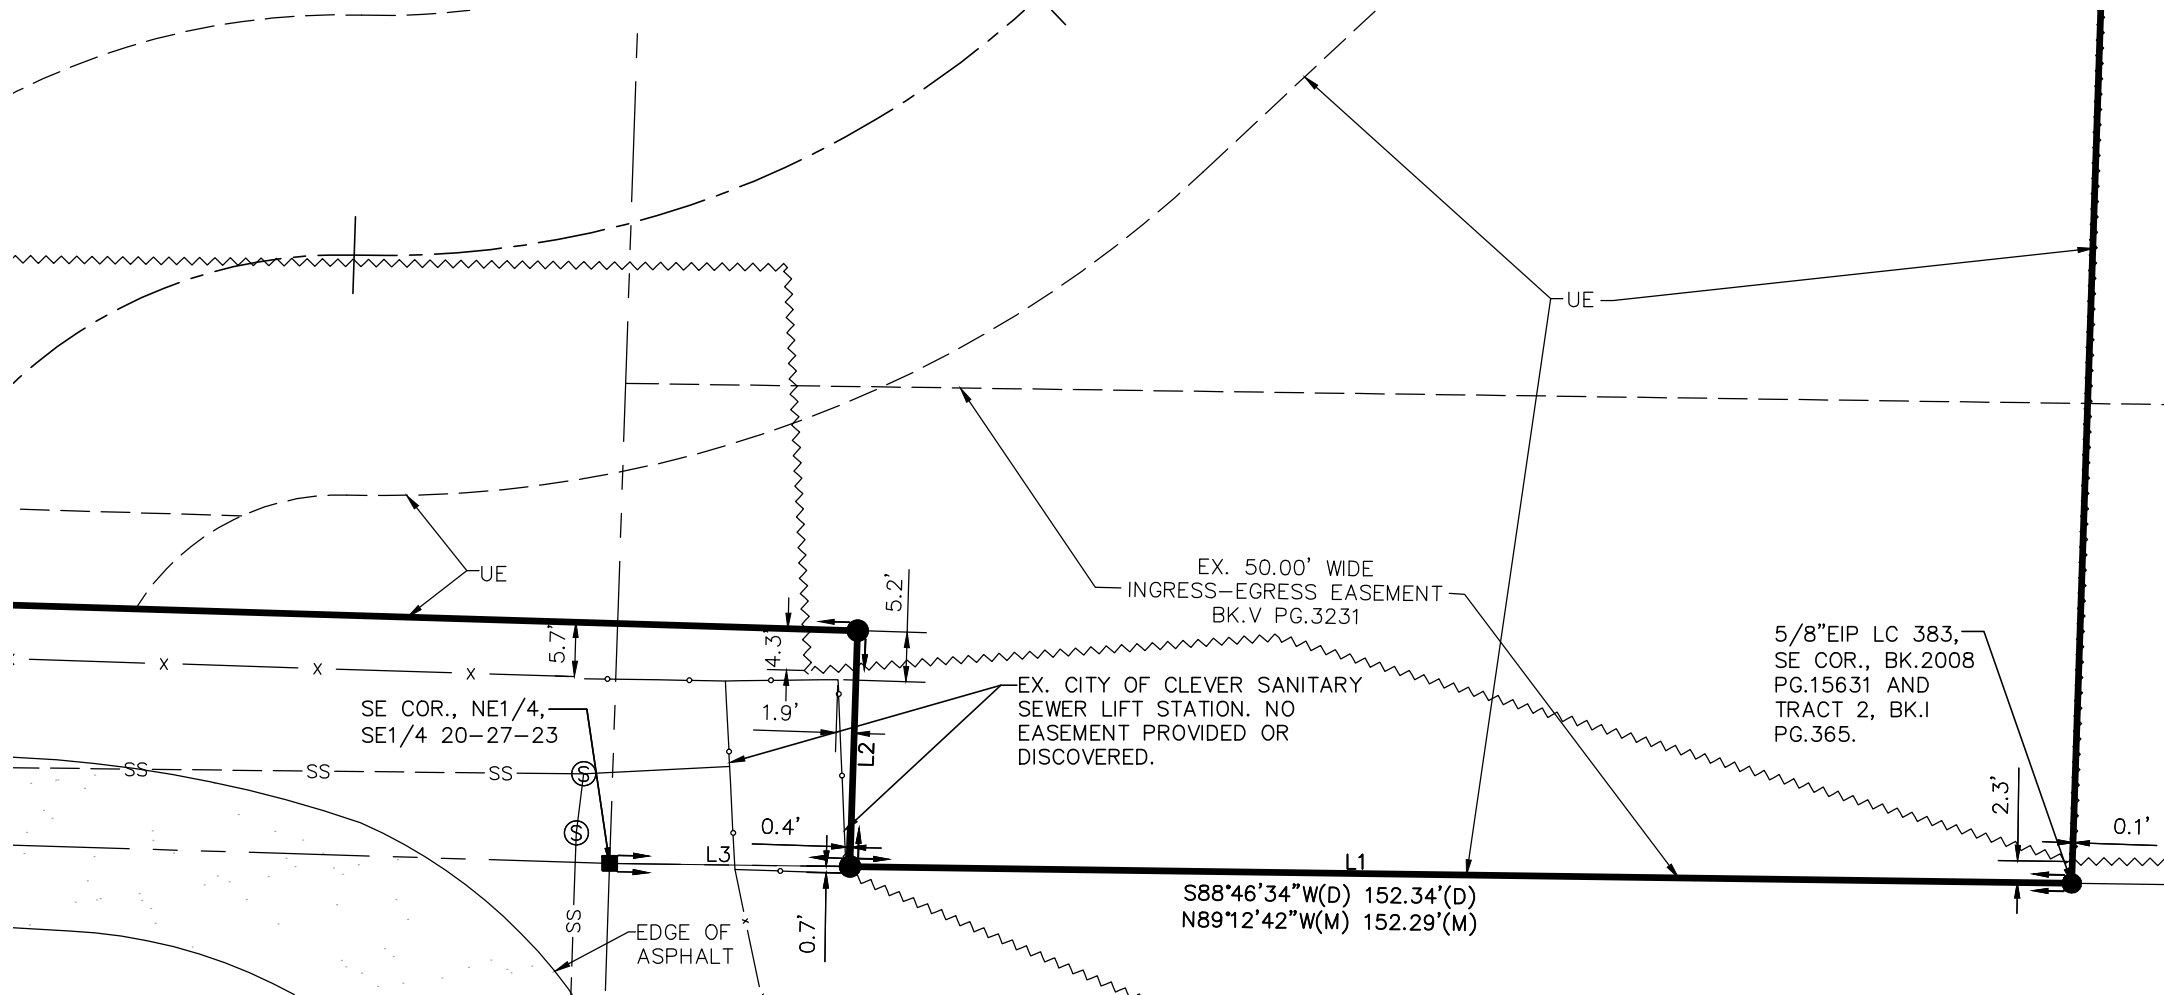 UE
UE
EX. 50.00' WIDE
INGRESS-EGRESS EASEMENT
BK.V PG.3231
5.2'
5.7'
4.3'
5/8"EIP LC 383,
SE COR., BK.2008
PG.15631 AND
TRACT 2, BK.I
PG.365.
X
X
X
SE COR., NE1/4,
SE1/4 20-27-23
1.9'
EX. CITY OF CLEVER SANITARY
SEWER LIFT STATION. NO
EASEMENT PROVIDED OR
DISCOVERED.
L2
SS
SS
SS
S
S
2.3'
0.1'
0.4'
L3
L1
S88°46'34"W(D) 152.34'(D)
N89°12'42"W(M) 152.29'(M)
0.7'
SS
x
EDGE OF
ASPHALT